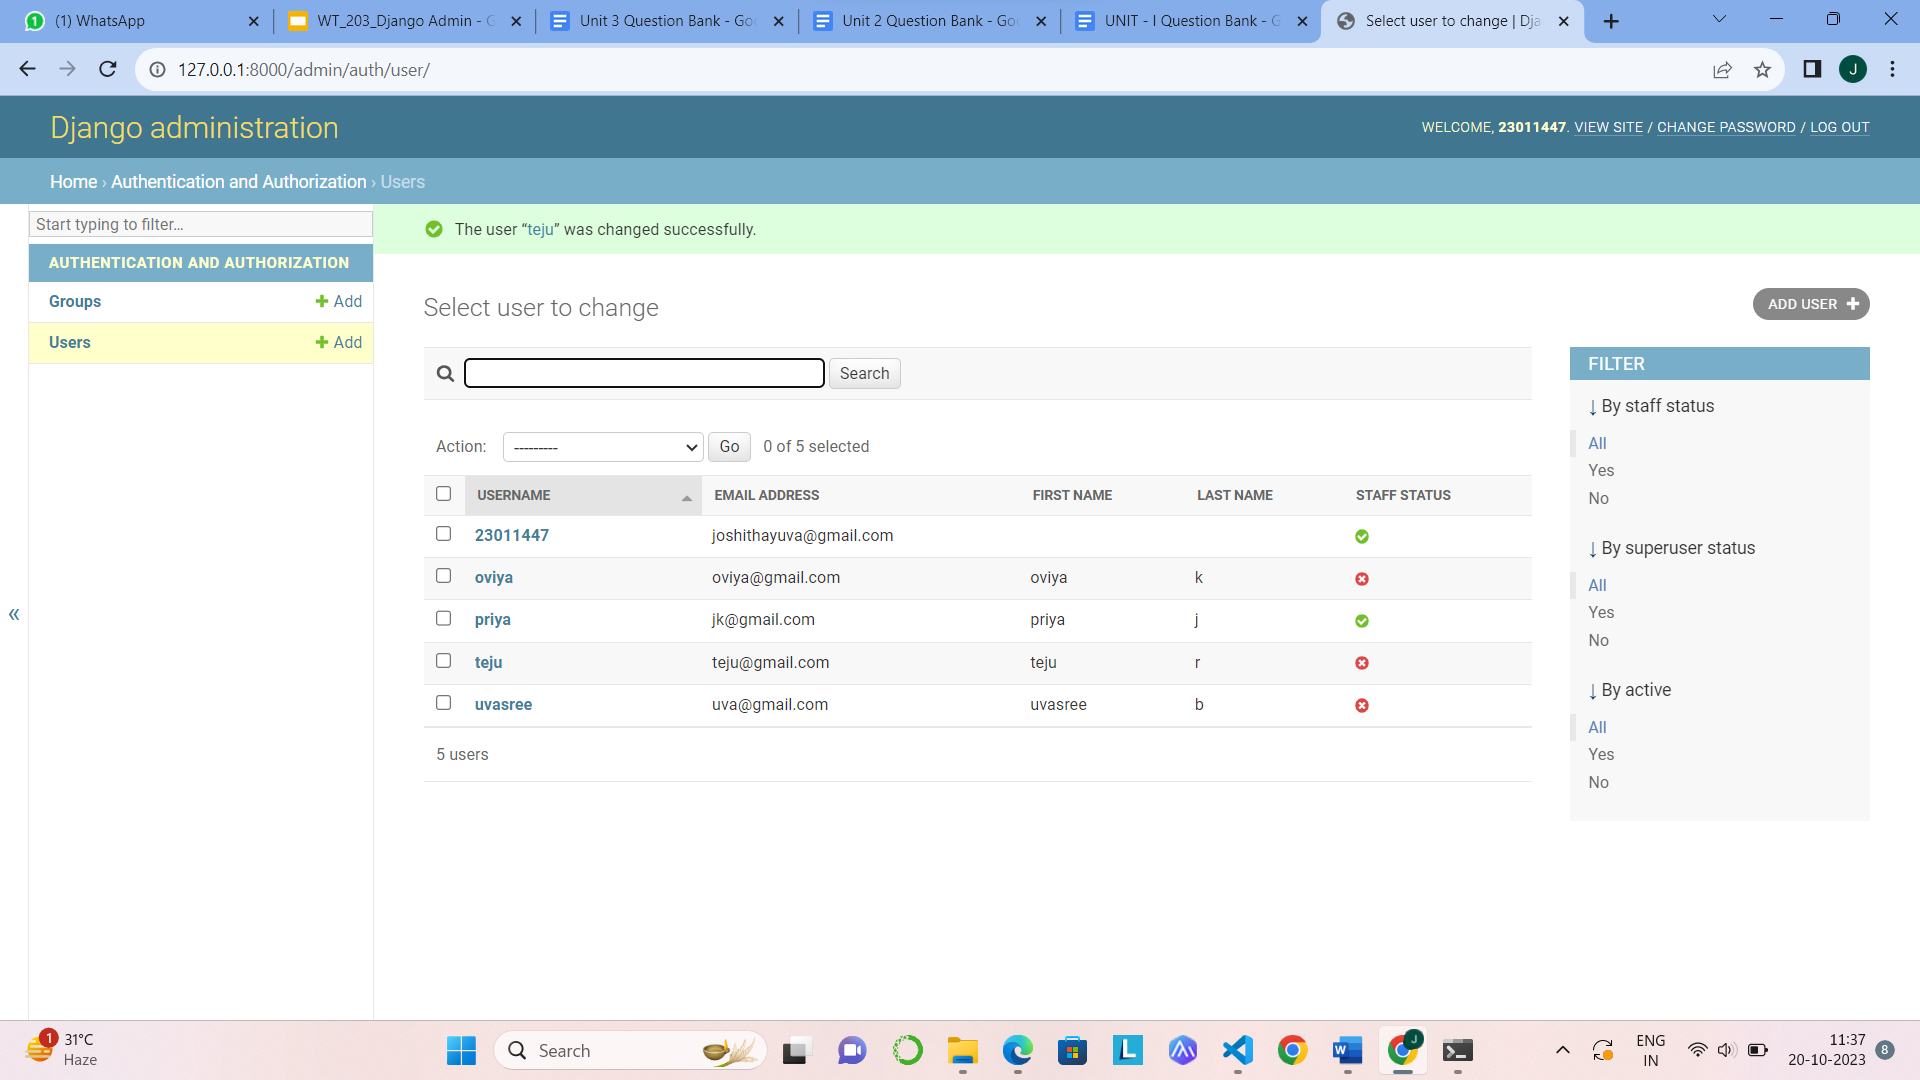 (1) WhatsApp
WT_203_Django Admin - G
Unit 3 Question Bank - Goo
Unit 2 Question Bank - Goo
UNIT - I Question Bank - G
Select user to change | Dja
127.0.0.1:8000/admin/auth/user/
J
Django administration
WELCOME, 23011447. VIEW SITE / CHANGE PASSWORD / LOG OUT
Home › Authentication and Authorization › Users
Start typing to filter...
The user “teju” was changed successfully.
AUTHENTICATION AND AUTHORIZATION
Groups + Add
Users + Add
«
Select user to change
ADD USER +
Search
Action: --------- Go 0 of 5 selected
USERNAME EMAIL ADDRESS FIRST NAME LAST NAME STAFF STATUS
23011447 joshithayuva@gmail.com
oviya oviya@gmail.com oviya k
priya jk@gmail.com priya j
teju teju@gmail.com teju r
uvasree uva@gmail.com uvasree b
5 users
FILTER
↓ By staff status
All
Yes
No
↓ By superuser status
All
Yes
No
↓ By active
All
Yes
No
1
31°C
Haze
Search
L
W
J
ENG
IN
11:37
20-10-2023
8